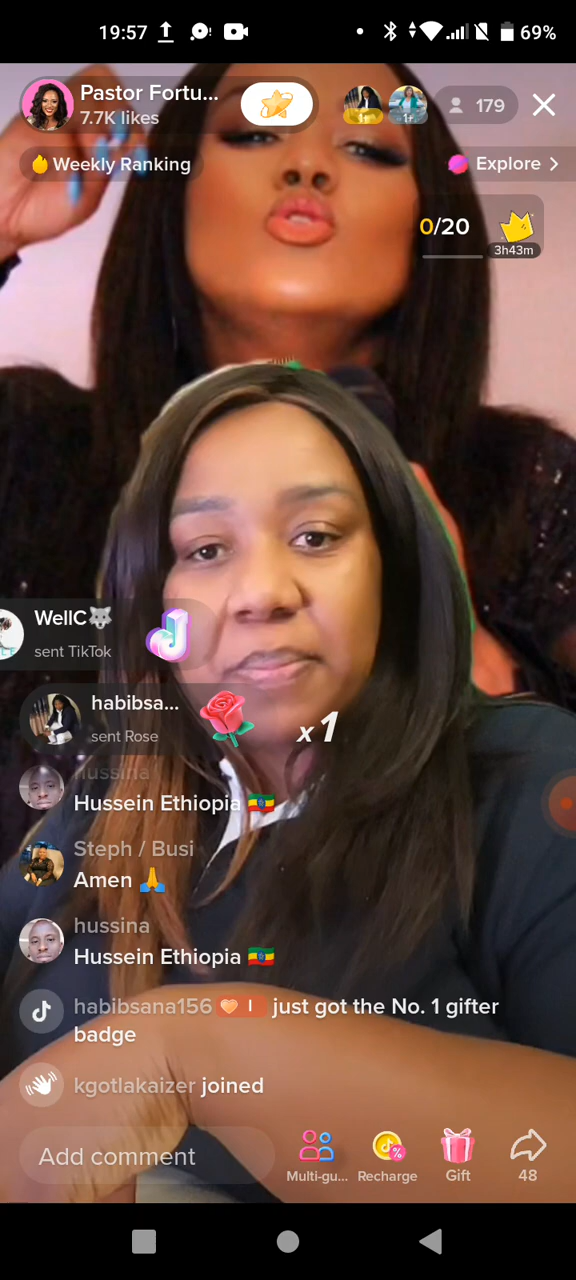 19:57
69%
Pastor Fortu...
7.7K likes
179
Weekly Ranking
Explore >
0/20
3h43m
WellC🐺
sent TikTok
habibsa...
sent Rose
x1
hussina
Hussein Ethiopia 🇪🇹
Steph / Busi
Amen 🙏
hussina
Hussein Ethiopia 🇪🇹
habibsana156 🧡 I just got the No. 1 gifter
badge
kgotlakaizer joined
Add comment
Multi-gu...
Recharge
Gift
48